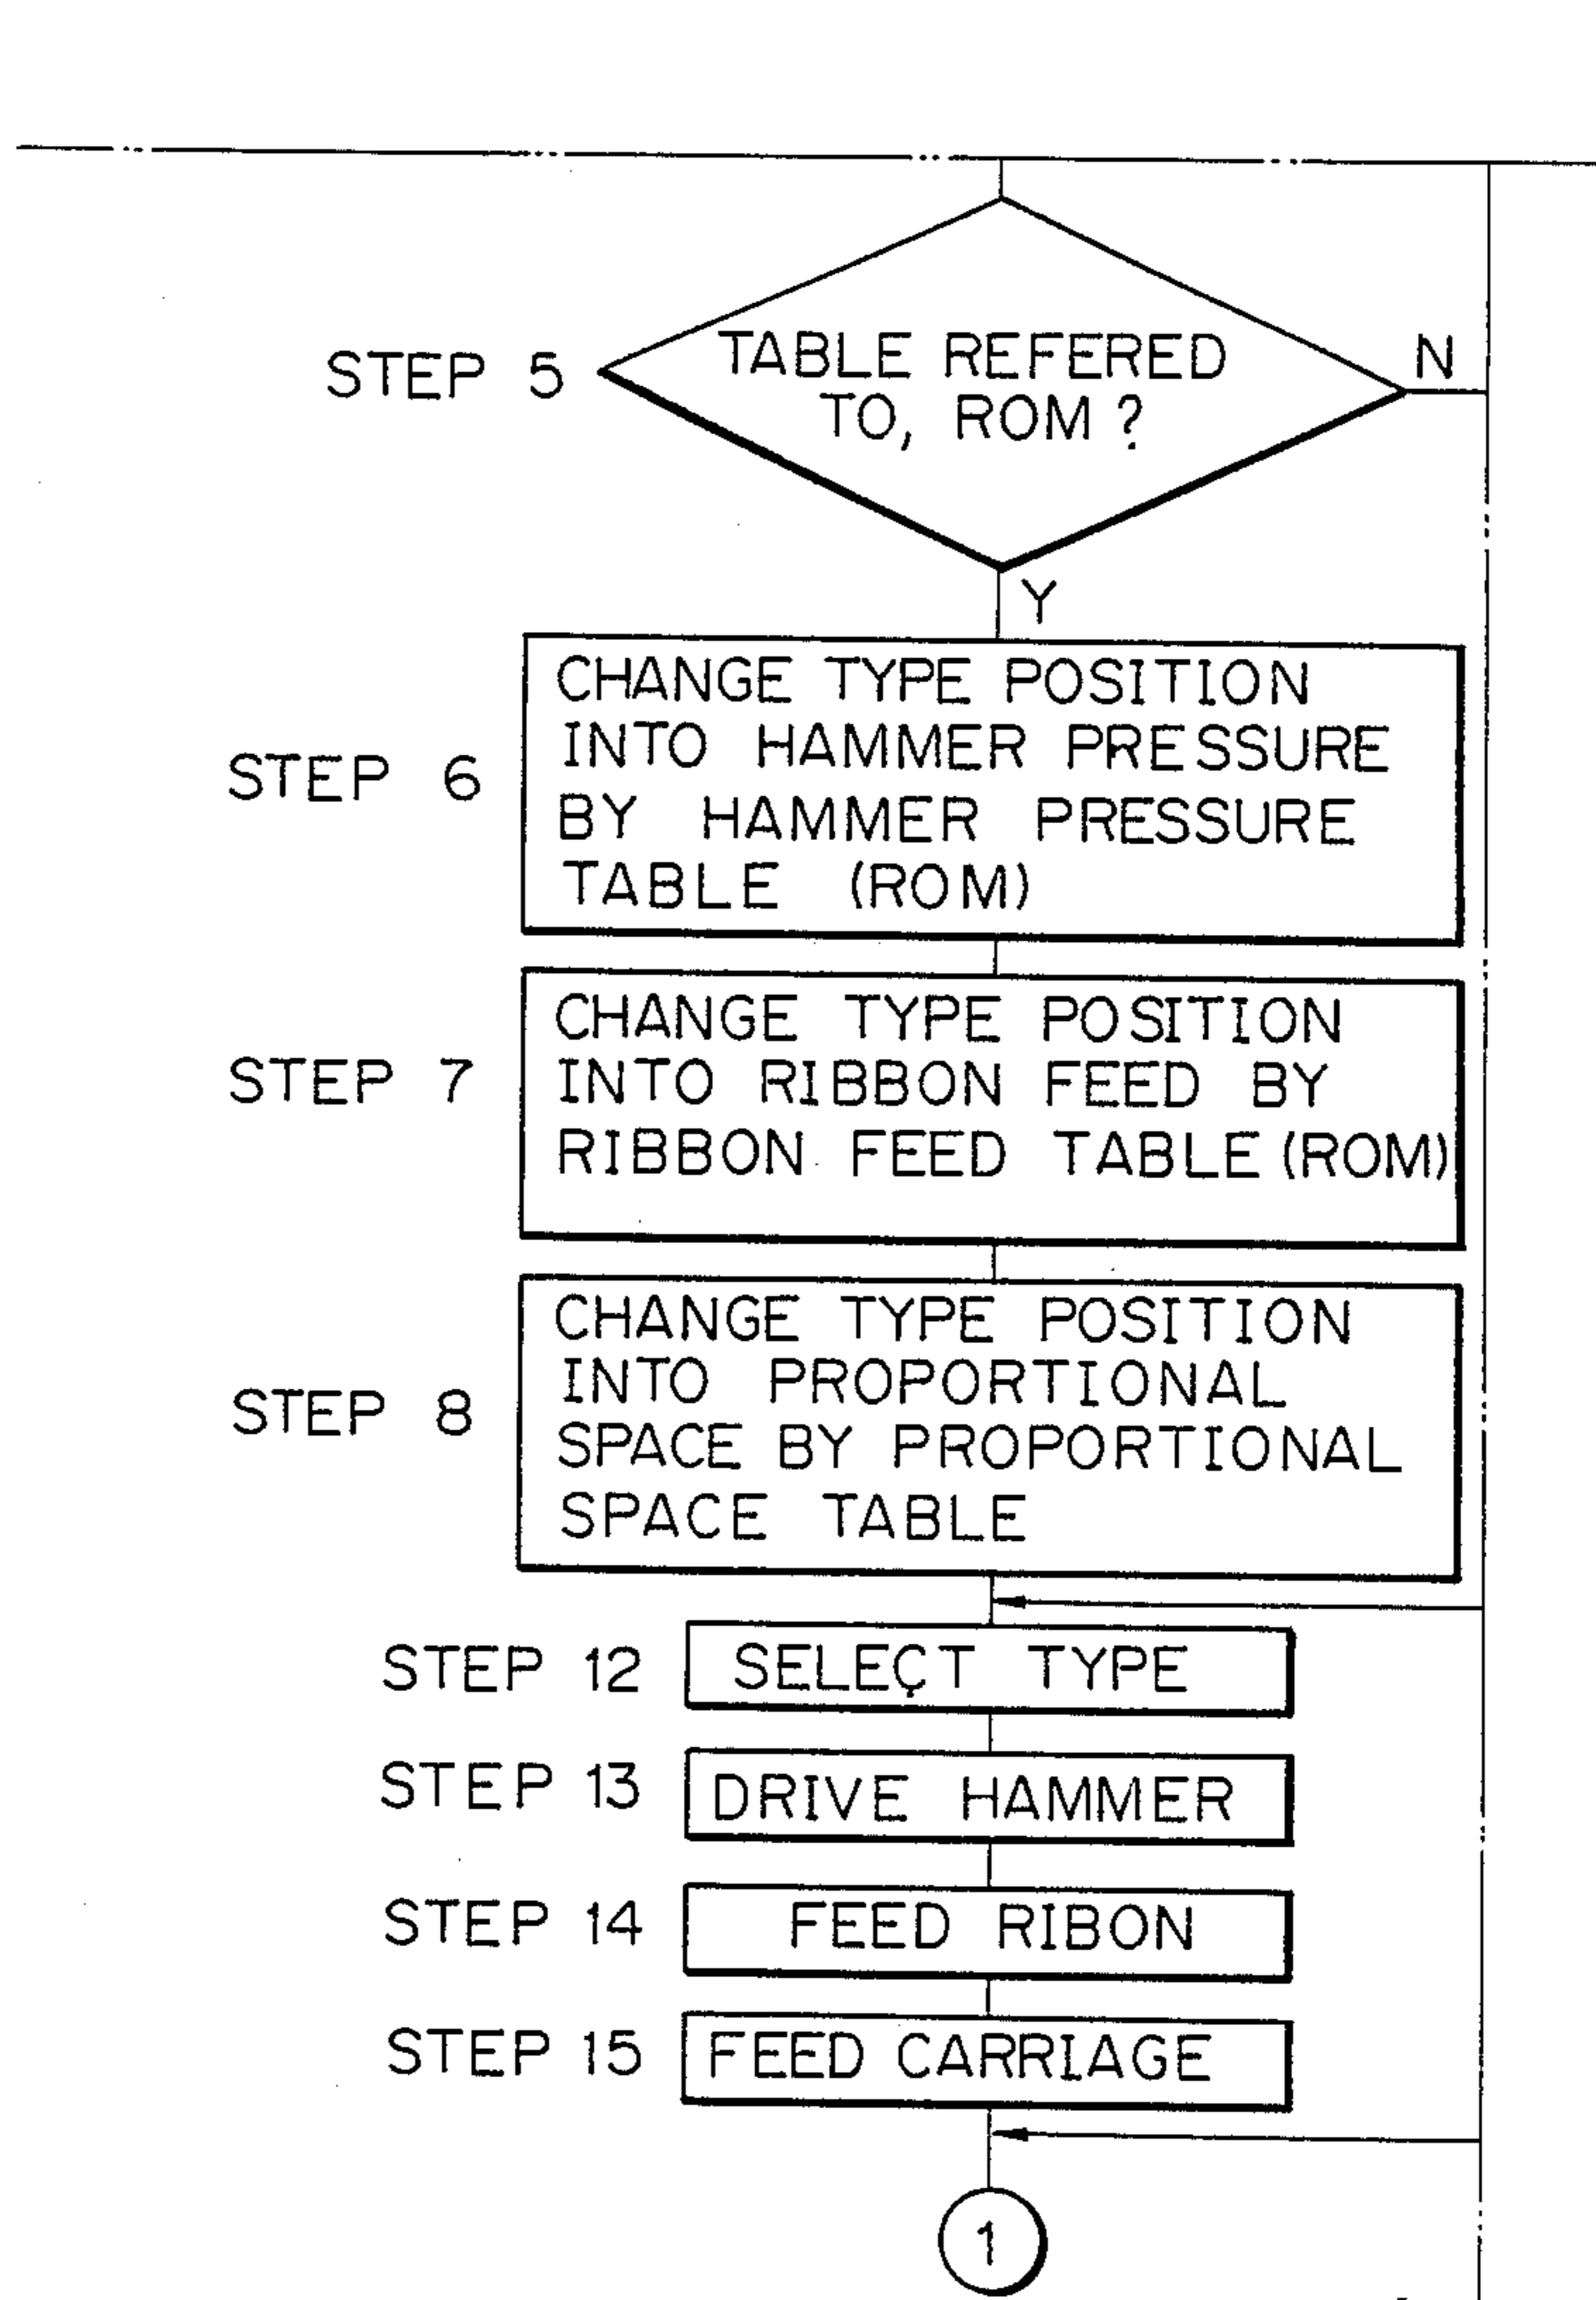 STEP 5
TABLE REFERED
TO, ROM ?
N
Y
STEP 6
CHANGE TYPE POSITION
INTO HAMMER PRESSURE
BY HAMMER PRESSURE
TABLE (ROM)
STEP 7
CHANGE TYPE POSITION
INTO RIBBON FEED BY
RIBBON FEED TABLE (ROM)
STEP 8
CHANGE TYPE POSITION
INTO PROPORTIONAL
SPACE BY PROPORTIONAL
SPACE TABLE
STEP 12
SELECT TYPE
STEP 13
DRIVE HAMMER
STEP 14
FEED RIBON
STEP 15
FEED CARRIAGE
1